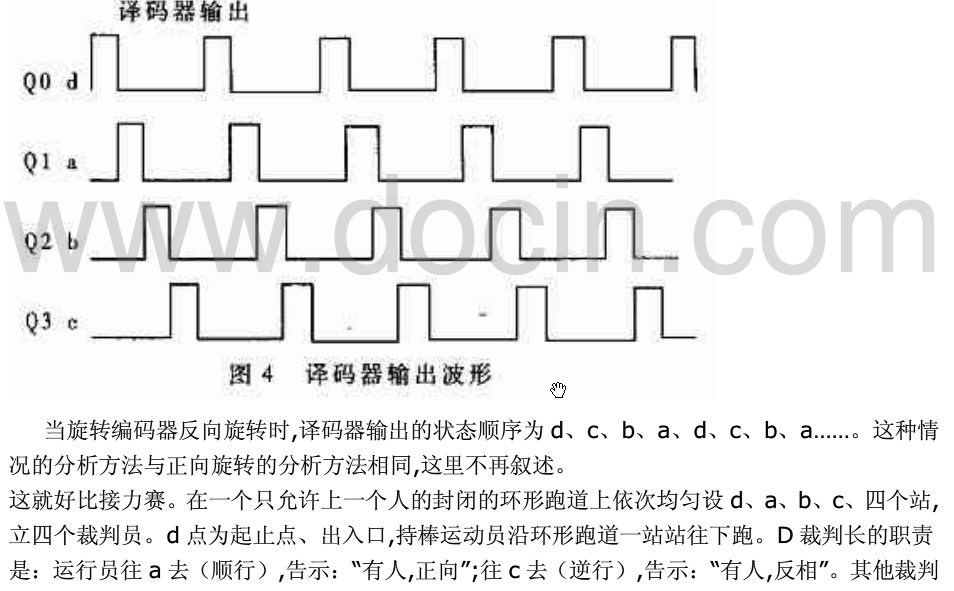 译码器输出
Q0 d
Q1 a
www.docin.com
Q2 b
Q3 c
图4 译码器输出波形
当旋转编码器反向旋转时,译码器输出的状态顺序为 d、c、b、a、d、c、b、a……。这种情
况的分析方法与正向旋转的分析方法相同,这里不再叙述。
这就好比接力赛。在一个只允许上一个人的封闭的环形跑道上依次均匀设 d、a、b、c、四个站,
立四个裁判员。d 点为起止点、出入口,持棒运动员沿环形跑道一站站往下跑。D 裁判长的职责
是：运行员往 a 去（顺行）,告示：“有人,正向”;往 c 去（逆行）,告示：“有人,反相”。其他裁判